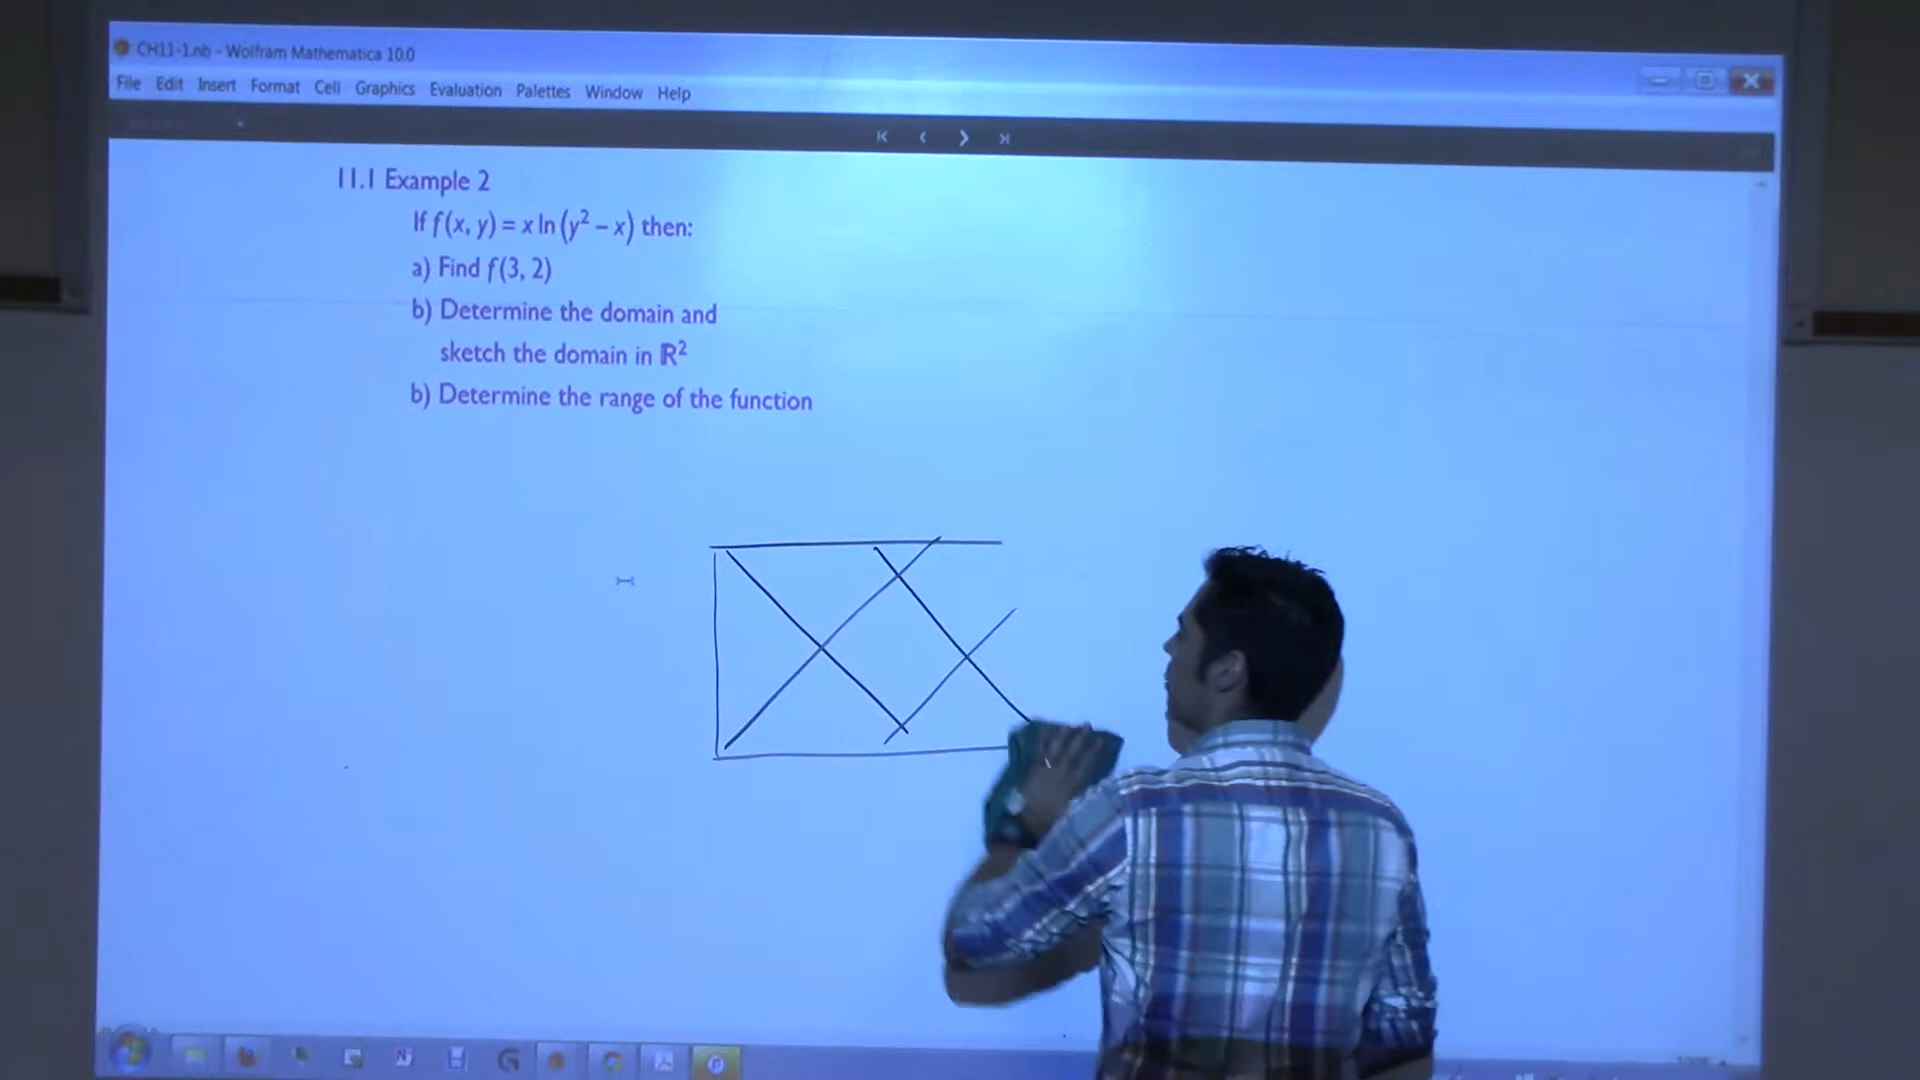 CH11-1.nb - Wolfram Mathematica 10.0
File Edit Insert Format Cell Graphics Evaluation Palettes Window Help
11.1 Example 2
If f(x, y) = x ln(y² – x) then:
a) Find f(3, 2)
b) Determine the domain and
sketch the domain in ℝ²
b) Determine the range of the function